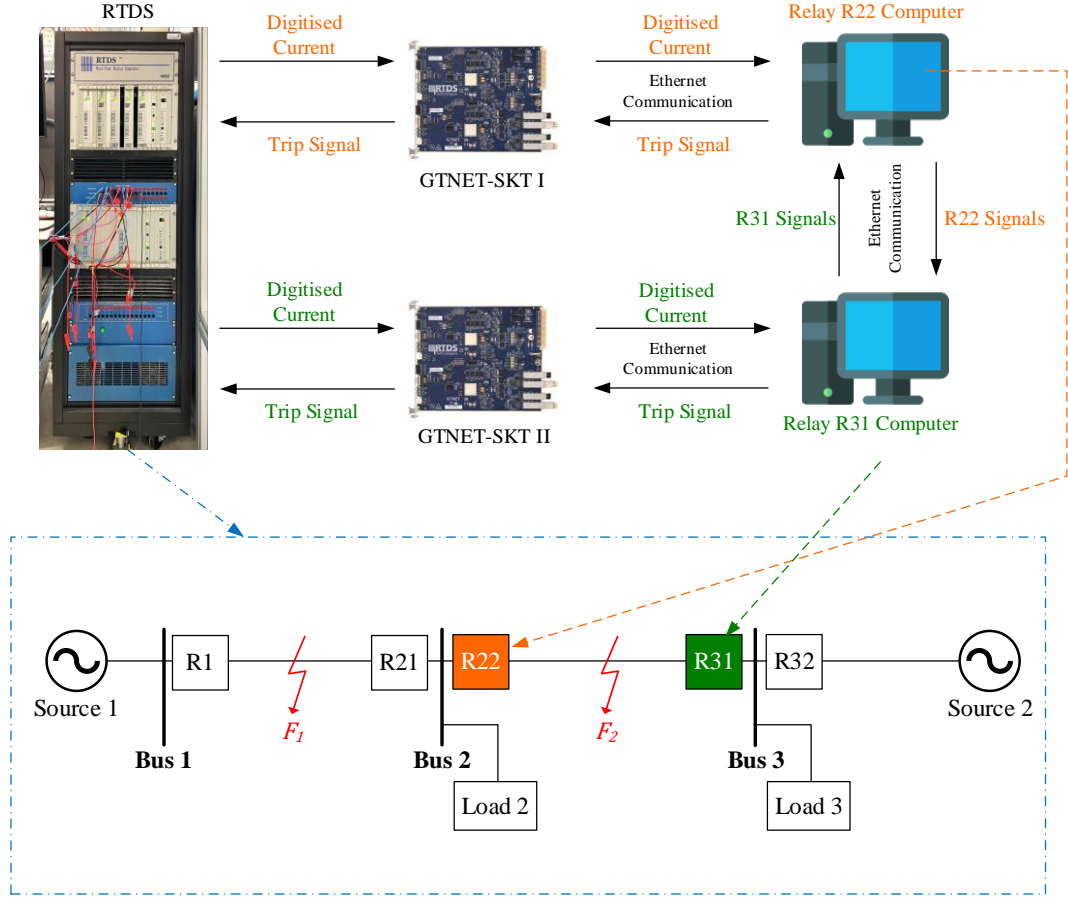 RTDS
Digitised
Current
Digitised
Current
Relay R22 Computer
RTDS
Ethernet
Communication
RTDS
Trip Signal
Trip Signal
GTNET-SKT I
R31 Signals
Ethernet
Communication
R22 Signals
Digitised
Current
Digitised
Current
Ethernet
Communication
RTDS
Trip Signal
Trip Signal
GTNET-SKT II
Relay R31 Computer
R1
R21
R22
R31
R32
Source 1
F1
F2
Source 2
Bus 1
Bus 2
Bus 3
Load 2
Load 3